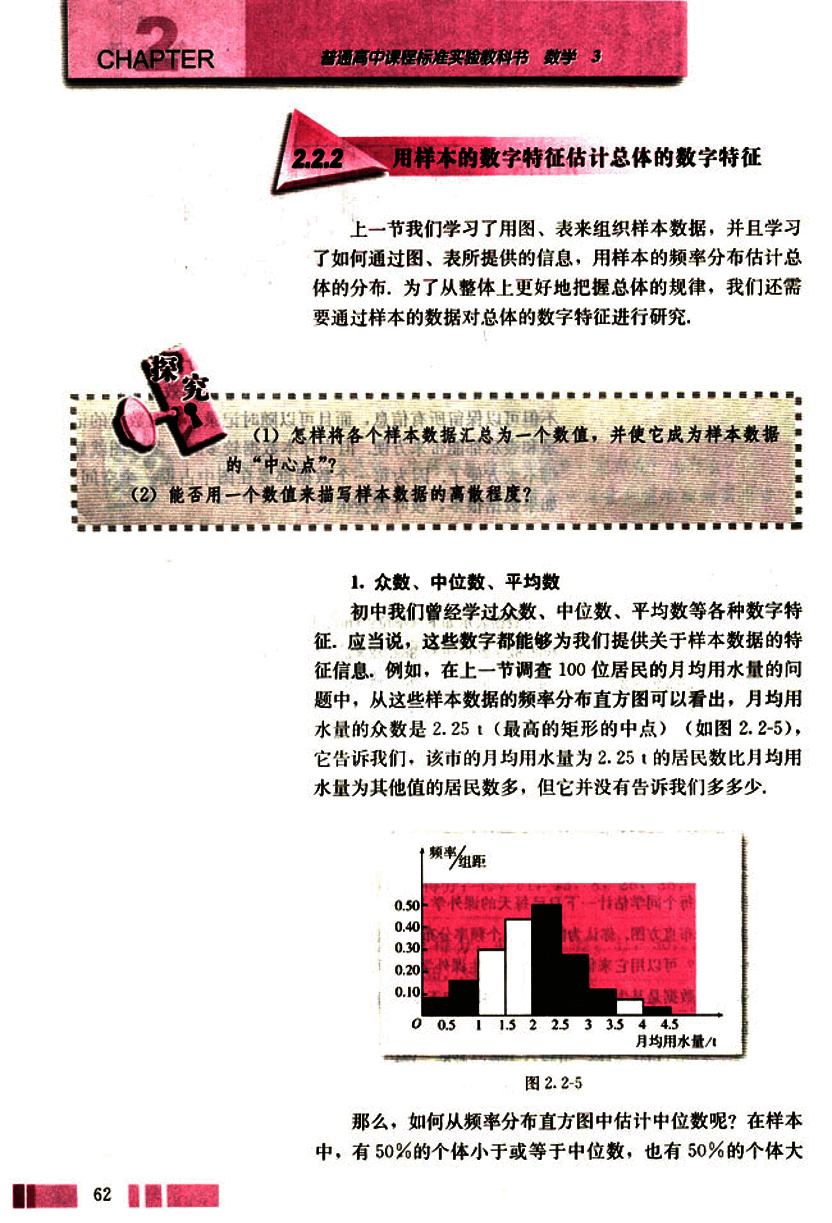 2
CHAPTER
普通高中课程标准实验教科书 数学 3
2.2.2 用样本的数字特征估计总体的数字特征
上一节我们学习了用图、表来组织样本数据，并且学习
了如何通过图、表所提供的信息，用样本的频率分布估计总
体的分布. 为了从整体上更好地把握总体的规律，我们还需
要通过样本的数据对总体的数字特征进行研究.
探究
(1) 怎样将各个样本数据汇总为一个数值，并使它成为样本数据
的“中心点”?
(2) 能否用一个数值来描写样本数据的离散程度?
1. 众数、中位数、平均数
初中我们曾经学过众数、中位数、平均数等各种数字特
征. 应当说，这些数字都能够为我们提供关于样本数据的特
征信息. 例如，在上一节调查 100 位居民的月均用水量的问
题中，从这些样本数据的频率分布直方图可以看出，月均用
水量的众数是 2.25 t（最高的矩形的中点）（如图 2.2-5），
它告诉我们，该市的月均用水量为 2.25 t 的居民数比月均用
水量为其他值的居民数多，但它并没有告诉我们多多少.
频率/组距
0.50
0.40
0.30
0.20
0.10
O 0.5 1 1.5 2 2.5 3 3.5 4 4.5
月均用水量/t
图 2.2-5
那么，如何从频率分布直方图中估计中位数呢? 在样本
中，有 50%的个体小于或等于中位数，也有 50%的个体大
62